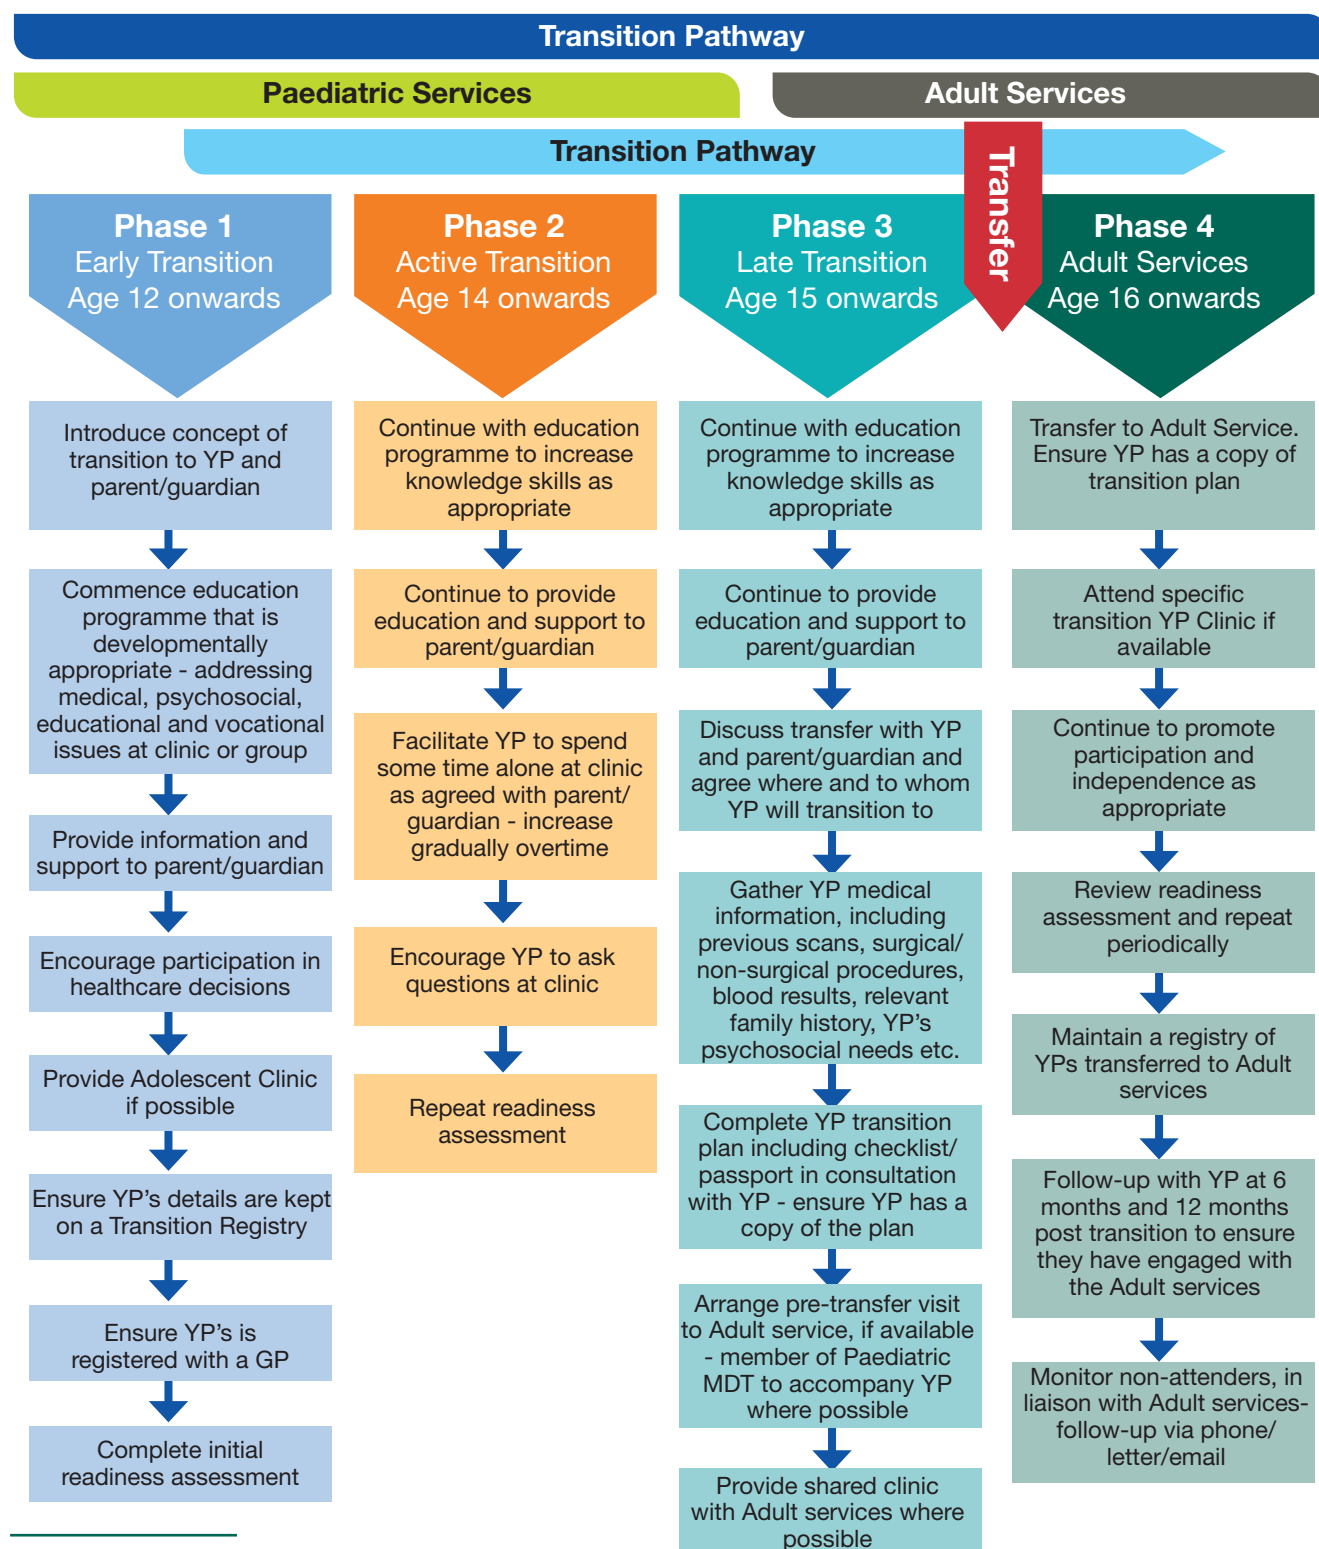 Transition Pathway
Paediatric Services
Adult Services
Transition Pathway
Transfer
Phase 1
Early Transition
Age 12 onwards
Introduce concept of
transition to YP and
parent/guardian
Commence education
programme that is
developmentally
appropriate - addressing
medical, psychosocial,
educational and vocational
issues at clinic or group
Provide information and
support to parent/guardian
Encourage participation in
healthcare decisions
Provide Adolescent Clinic
if possible
Ensure YP's details are kept
on a Transition Registry
Ensure YP's is
registered with a GP
Complete initial
readiness assessment
Phase 2
Active Transition
Age 14 onwards
Continue with education
programme to increase
knowledge skills as
appropriate
Continue to provide
education and support to
parent/guardian
Facilitate YP to spend
some time alone at clinic
as agreed with parent/
guardian - increase
gradually overtime
Encourage YP to ask
questions at clinic
Repeat readiness
assessment
Phase 3
Late Transition
Age 15 onwards
Continue with education
programme to increase
knowledge skills as
appropriate
Continue to provide
education and support to
parent/guardian
Discuss transfer with YP
and parent/guardian and
agree where and to whom
YP will transition to
Gather YP medical
information, including
previous scans, surgical/
non-surgical procedures,
blood results, relevant
family history, YP's
psychosocial needs etc.
Complete YP transition
plan including checklist/
passport in consultation
with YP - ensure YP has a
copy of the plan
Arrange pre-transfer visit
to Adult service, if available
- member of Paediatric
MDT to accompany YP
where possible
Provide shared clinic
with Adult services where
possible
Phase 4
Adult Services
Age 16 onwards
Transfer to Adult Service.
Ensure YP has a copy of
transition plan
Attend specific
transition YP Clinic if
available
Continue to promote
participation and
independence as
appropriate
Review readiness
assessment and repeat
periodically
Maintain a registry of
YPs transferred to Adult
services
Follow-up with YP at 6
months and 12 months
post transition to ensure
they have engaged with
the Adult services
Monitor non-attenders, in
liaison with Adult services-
follow-up via phone/
letter/email